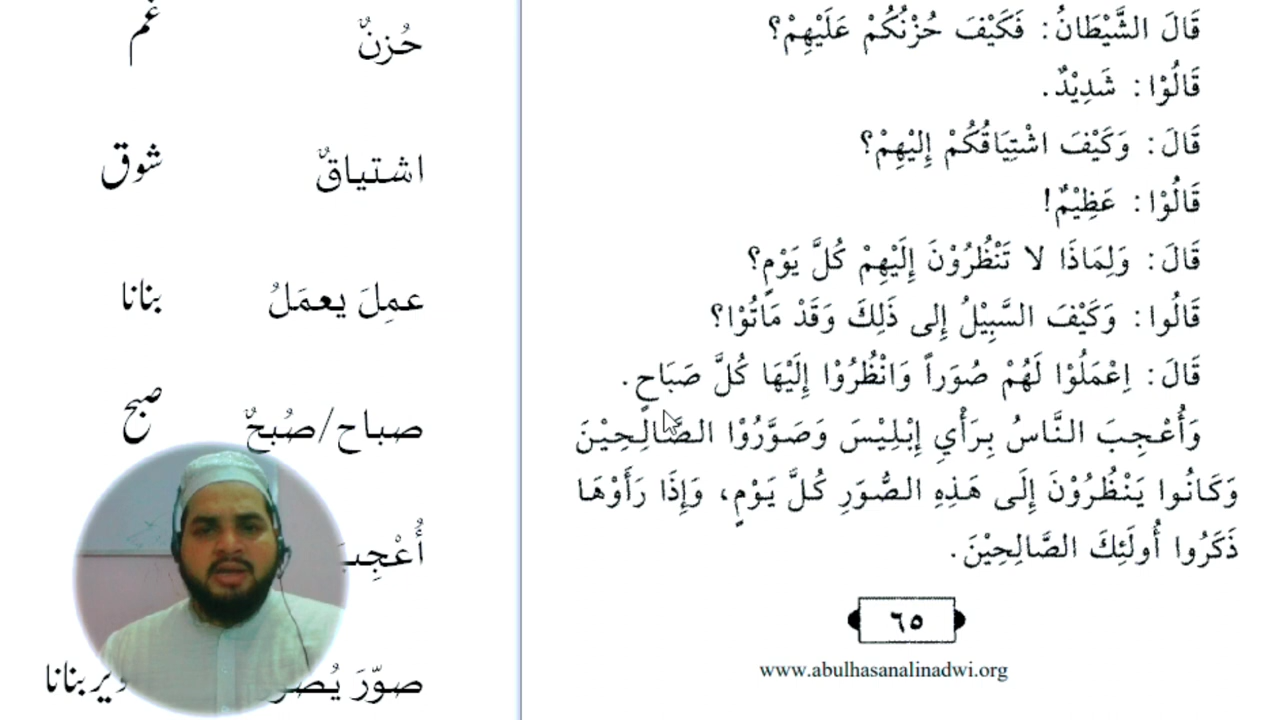 قَالَ الشَّيْطَانُ: فَكَيْفَ حُزْنُكُمْ عَلَيْهِمْ؟
قَالُوْا: شَدِيْدٌ.
قَالَ: وَكَيْفَ اشْتِيَاقُكُمْ إِلَيْهِمْ؟
قَالُوْا: عَظِيْمٌ!
قَالَ: وَلِمَاذَا لا تَنْظُرُوْنَ إِلَيْهِمْ كُلَّ يَوْمٍ؟
قَالُوا: وَكَيْفَ السَّبِيْلُ إِلى ذَلِكَ وَقَدْ مَاتُوْا؟
قَالَ: اِعْمَلُوْا لَهُمْ صُوَراً وَانْظُرُوْا إِلَيْهَا كُلَّ صَبَاحٍ.
وَأُعْجِبَ النَّاسُ بِرَأْيِ إِبْلِيْسَ وَصَوَّرُوْا الصَّالِحِيْنَ
وَكَانُوا يَنْظُرُوْنَ إِلَى هَذِهِ الصُّوَرِ كُلَّ يَوْمٍ، وَإِذَا رَأَوْهَا
ذَكَرُوا أُولَئِكَ الصَّالِحِيْنَ.
٦٥
www.abulhasanalinadwi.org
حُزنٌ غم
اشتياقٌ شوق
عمِلَ يعمَلُ بنانا
صباح/صُبحٌ صبح
صوّرَ بنانا